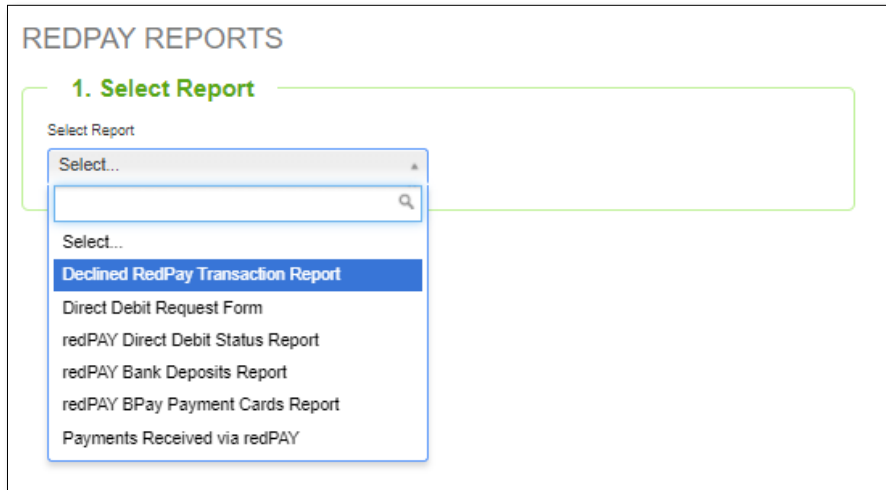 REDPAY REPORTS
1. Select Report
Select Report
Select...
Select...
Declined RedPay Transaction Report
Direct Debit Request Form
redPAY Direct Debit Status Report
redPAY Bank Deposits Report
redPAY BPay Payment Cards Report
Payments Received via redPAY